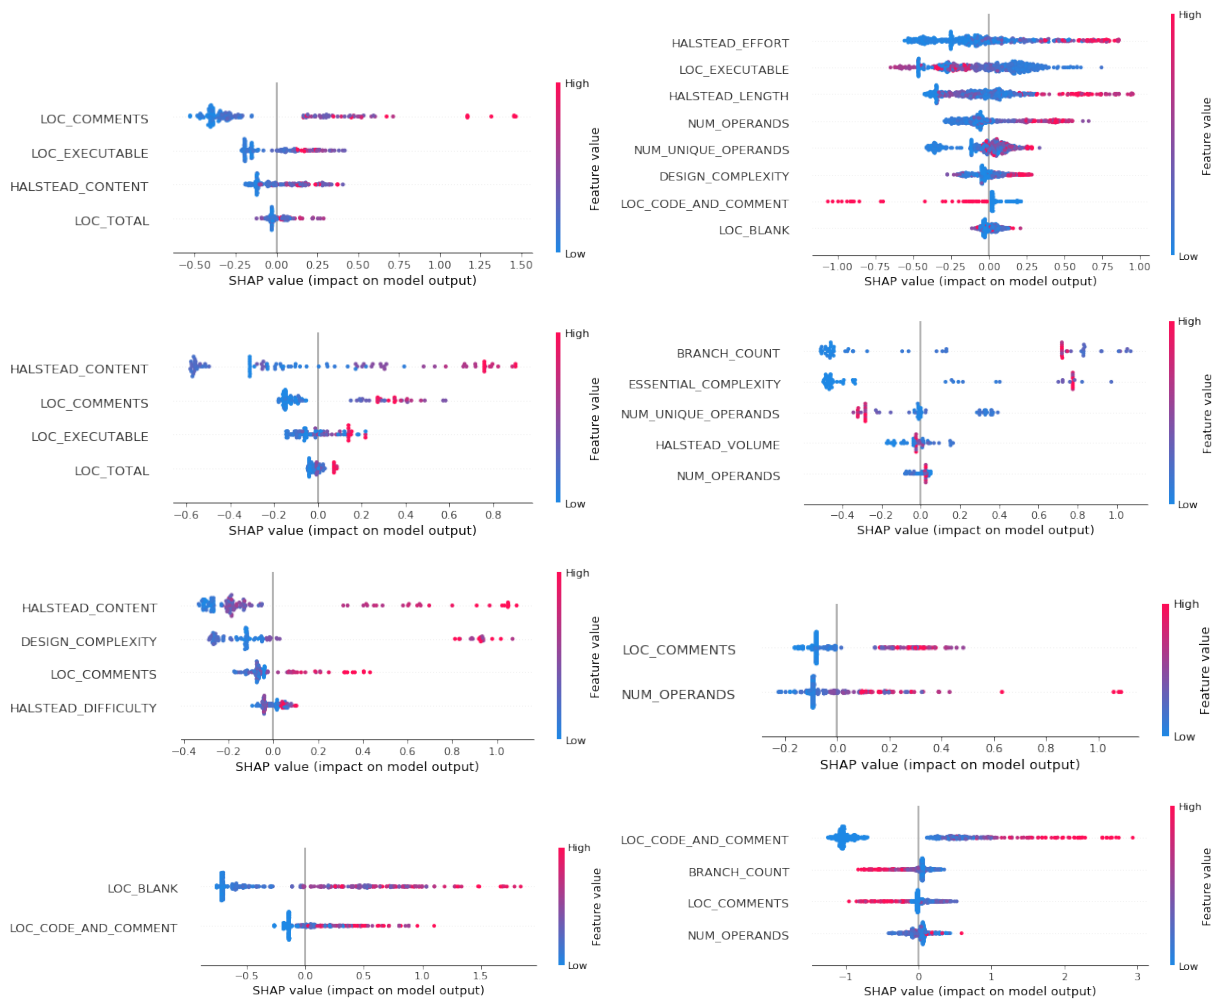 High
LOC_COMMENTS
LOC_EXECUTABLE
HALSTEAD_CONTENT
LOC_TOTAL
Feature value
Low
−0.50 −0.25 0.00 0.25 0.50 0.75 1.00 1.25 1.50
SHAP value (impact on model output)
High
HALSTEAD_EFFORT
LOC_EXECUTABLE
HALSTEAD_LENGTH
NUM_OPERANDS
NUM_UNIQUE_OPERANDS
DESIGN_COMPLEXITY
LOC_CODE_AND_COMMENT
LOC_BLANK
Feature value
Low
−1.00 −0.75 −0.50 −0.25 0.00 0.25 0.50 0.75 1.00
SHAP value (impact on model output)
High
HALSTEAD_CONTENT
LOC_COMMENTS
LOC_EXECUTABLE
LOC_TOTAL
Feature value
Low
−0.6 −0.4 −0.2 0.0 0.2 0.4 0.6 0.8
SHAP value (impact on model output)
High
BRANCH_COUNT
ESSENTIAL_COMPLEXITY
NUM_UNIQUE_OPERANDS
HALSTEAD_VOLUME
NUM_OPERANDS
Feature value
Low
−0.4 −0.2 0.0 0.2 0.4 0.6 0.8 1.0
SHAP value (impact on model output)
High
HALSTEAD_CONTENT
DESIGN_COMPLEXITY
LOC_COMMENTS
HALSTEAD_DIFFICULTY
Feature value
Low
−0.4 −0.2 0.0 0.2 0.4 0.6 0.8 1.0
SHAP value (impact on model output)
High
LOC_COMMENTS
NUM_OPERANDS
Feature value
Low
−0.2 0.0 0.2 0.4 0.6 0.8 1.0
SHAP value (impact on model output)
High
LOC_BLANK
LOC_CODE_AND_COMMENT
Feature value
Low
−0.5 0.0 0.5 1.0 1.5
SHAP value (impact on model output)
High
LOC_CODE_AND_COMMENT
BRANCH_COUNT
LOC_COMMENTS
NUM_OPERANDS
Feature value
Low
−1 0 1 2 3
SHAP value (impact on model output)